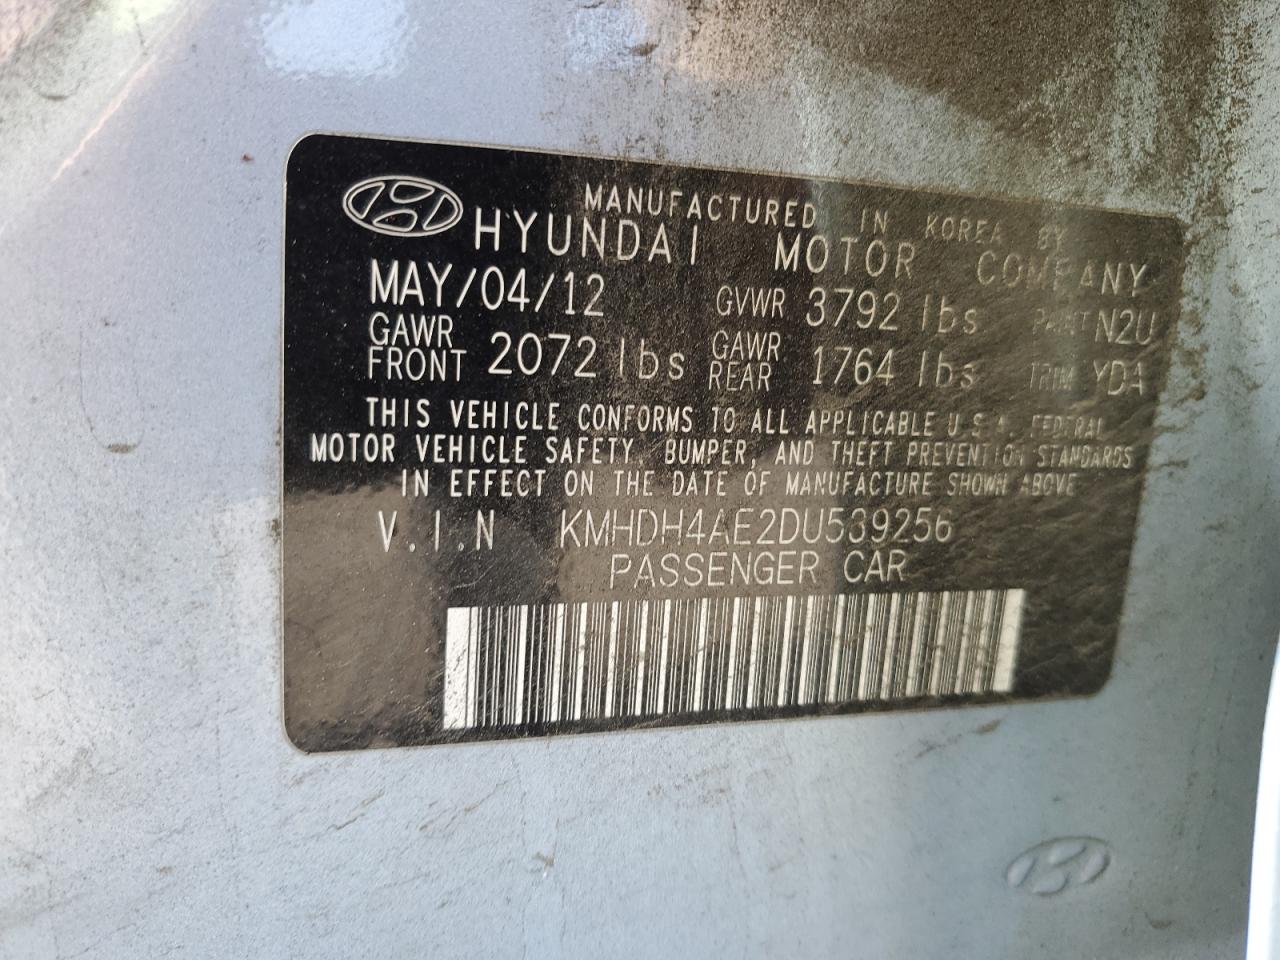 MANUFACTURED IN KOREA BY
HYUNDAI MOTOR COMPANY
MAY/04/12 GVWR 3792 lbs PAINT N2U
GAWR FRONT 2072 lbs GAWR REAR 1764 lbs TRIM YDA
THIS VEHICLE CONFORMS TO ALL APPLICABLE U.S.A. FEDERAL
MOTOR VEHICLE SAFETY, BUMPER, AND THEFT PREVENTION STANDARDS
IN EFFECT ON THE DATE OF MANUFACTURE SHOWN ABOVE
V.I.N KMHDH4AE2DU539256
PASSENGER CAR